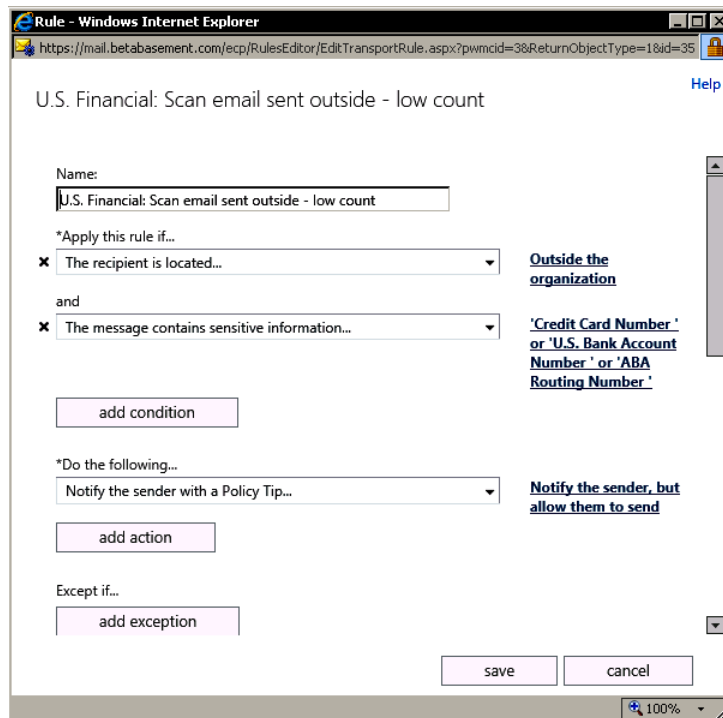 Rule - Windows Internet Explorer
https://mail.betabasement.com/ecp/RulesEditor/EditTransportRule.aspx?pwmcid=3&ReturnObjectType=1&id=35
Help
U.S. Financial: Scan email sent outside - low count
Name:
U.S. Financial: Scan email sent outside - low count
*Apply this rule if...
The recipient is located...
Outside the
organization
and
The message contains sensitive information...
'Credit Card Number '
or 'U.S. Bank Account
Number ' or 'ABA
Routing Number '
add condition
*Do the following...
Notify the sender with a Policy Tip...
Notify the sender, but
allow them to send
add action
Except if...
add exception
save
cancel
100%